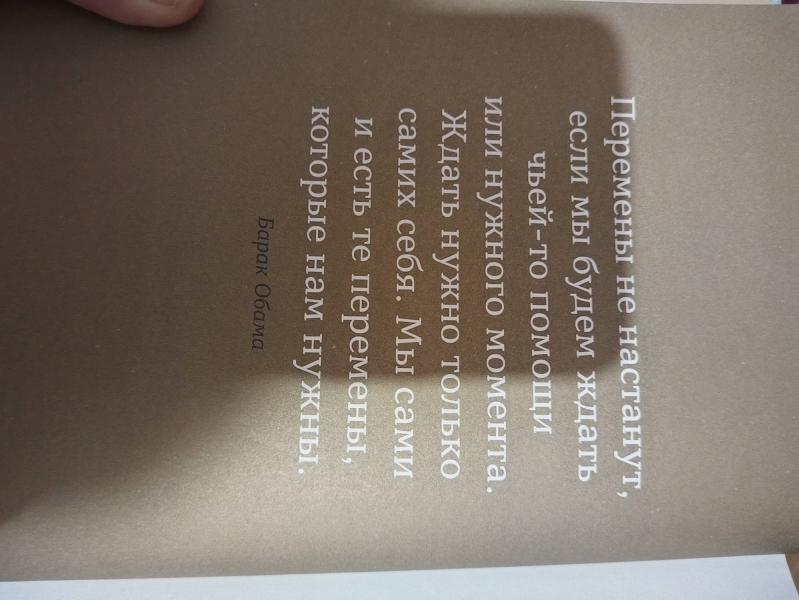 Перемены не настанут,
если мы будем ждать
чьей-то помощи
или нужного момента.
Ждать нужно только
самих себя. Мы сами
и есть те перемены,
которые нам нужны.
Барак Обама